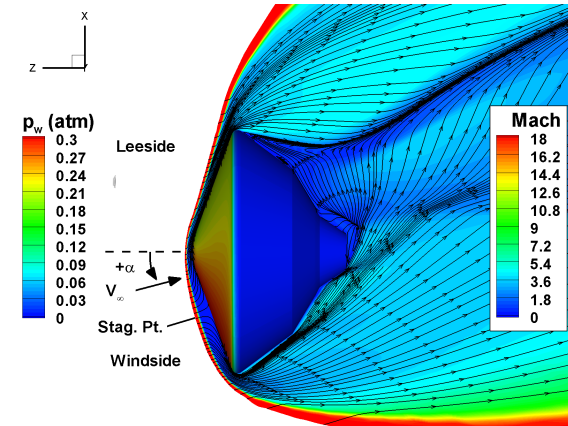 X
Z
p_w (atm)
0.3
0.27
0.24
0.21
0.18
0.15
0.12
0.09
0.06
0.03
0
Leeside
+α
V_∞
Stag. Pt.
Windside
Mach
18
16.2
14.4
12.6
10.8
9
7.2
5.4
3.6
1.8
0